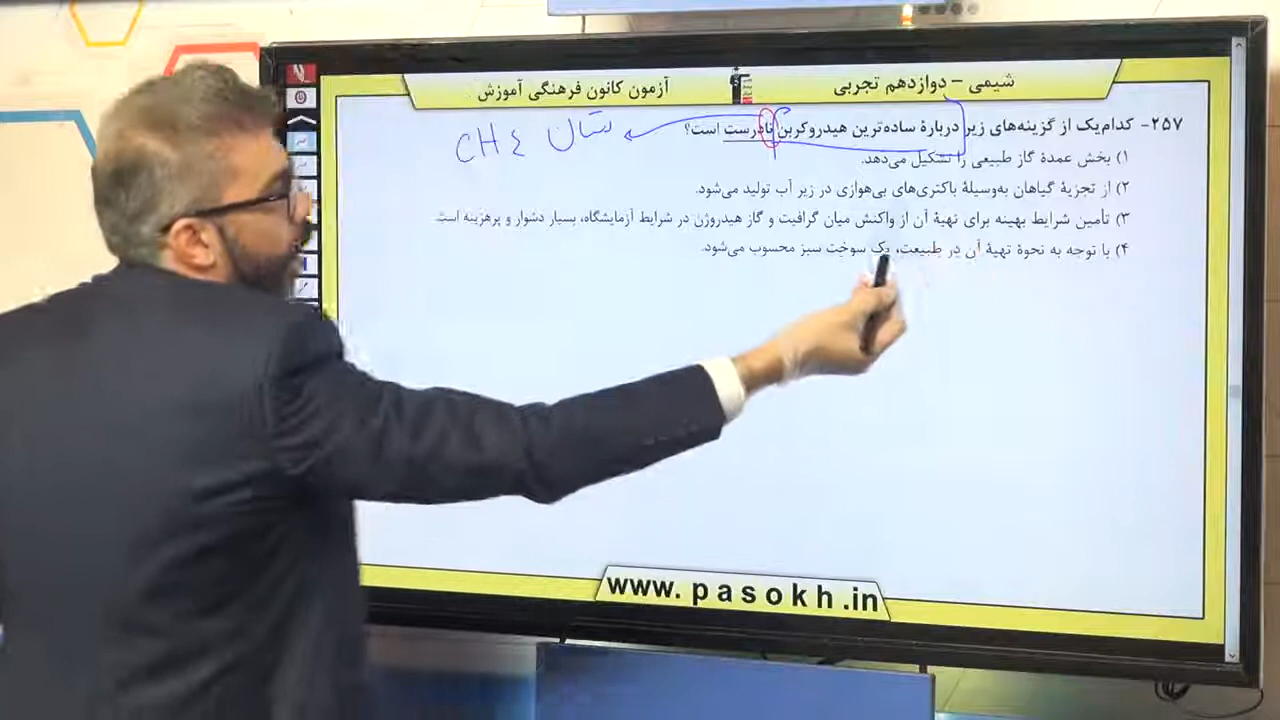 شیمی – دوازدهم تجربی
آزمون کانون فرهنگی آموزش
۲۵۷- کدام‌یک از گزینه‌های زیر دربارهٔ ساده‌ترین هیدروکربن نادرست است؟
متان CH4
۱) بخش عمدهٔ گاز طبیعی را تشکیل می‌دهد.
۲) از تجزیهٔ گیاهان به‌وسیلهٔ باکتری‌های بی‌هوازی در زیر آب تولید می‌شود.
۳) تأمین شرایط بهینه برای تهیهٔ آن از واکنش میان گرافیت و گاز هیدروژن در شرایط آزمایشگاه، بسیار دشوار و پرهزینه است.
۴) با توجه به نحوهٔ تهیهٔ آن در طبیعت، یک سوخت سبز محسوب می‌شود.
www.pasokh.in